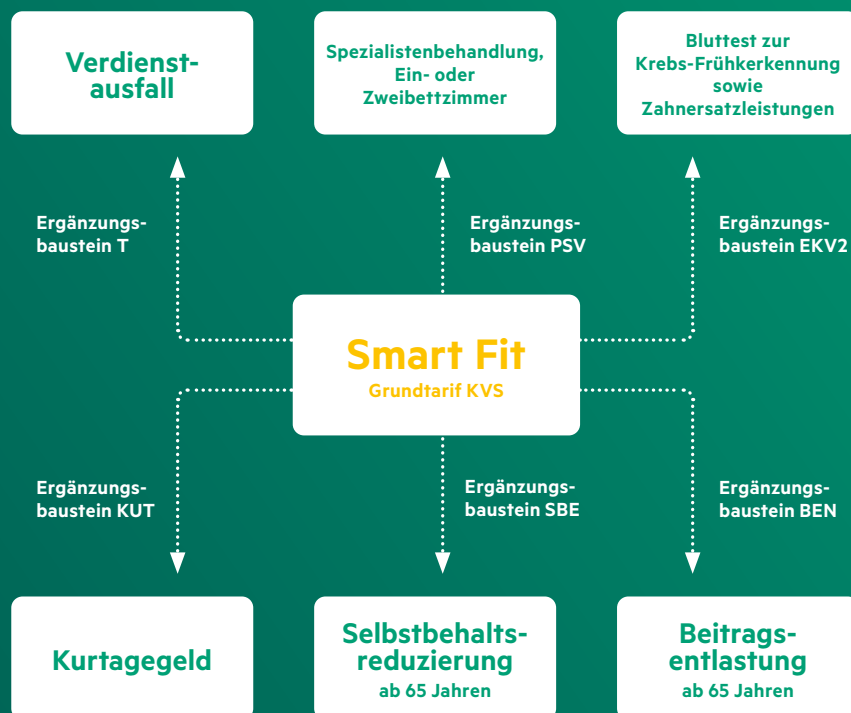 Verdienst-
ausfall
Spezialistenbehandlung,
Ein- oder
Zweibettzimmer
Bluttest zur
Krebs-Frühkerkennung
sowie
Zahnersatzleistungen
Ergänzungs-
baustein T
Ergänzungs-
baustein PSV
Ergänzungs-
baustein EKV2
Smart Fit
Grundtarif KVS
Ergänzungs-
baustein KUT
Ergänzungs-
baustein SBE
Ergänzungs-
baustein BEN
Kurtagegeld
Selbstbehalts-
reduzierung
ab 65 Jahren
Beitrags-
entlastung
ab 65 Jahren